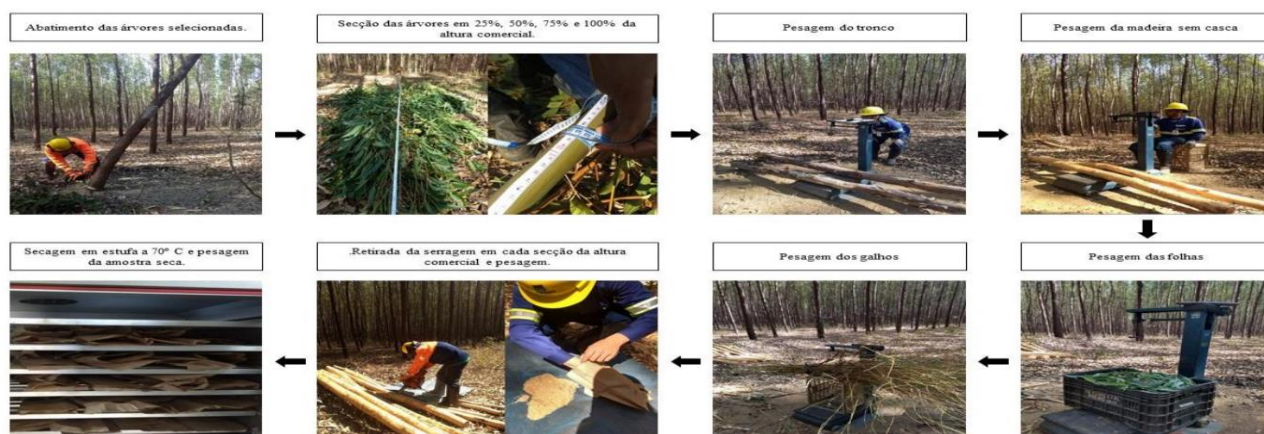 Abatimento das árvores selecionadas.
Secção das árvores em 25%, 50%, 75% e 100% da
altura comercial.
Pesagem do tronco
Pesagem da madeira sem casca
Pesagem das folhas
Pesagem dos galhos
.Retirada da serragem em cada secção da altura
comercial e pesagem.
Secagem em estufa a 70° C e pesagem
da amostra seca.